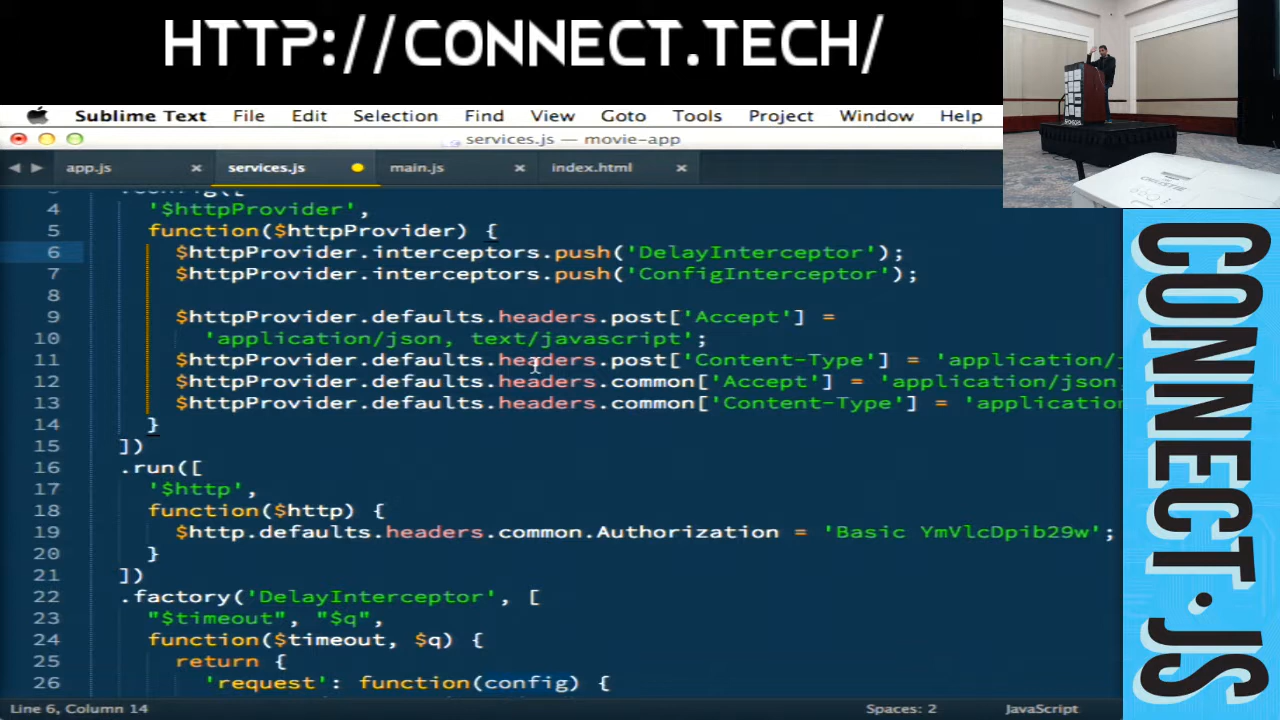 HTTP://CONNECT.TECH/
Sublime Text File Edit Selection Find View Goto Tools Project Window Help
services.js — movie-app
app.js services.js main.js index.html
4 '$httpProvider',
5 function($httpProvider) {
6 $httpProvider.interceptors.push('DelayInterceptor');
7 $httpProvider.interceptors.push('ConfigInterceptor');
8
9 $httpProvider.defaults.headers.post['Accept'] =
10 'application/json, text/javascript';
11 $httpProvider.defaults.headers.post['Content-Type'] = 'application/j
12 $httpProvider.defaults.headers.common['Accept'] = 'application/json,
13 $httpProvider.defaults.headers.common['Content-Type'] = 'application
14 }
15 ])
16 .run([
17 '$http',
18 function($http) {
19 $http.defaults.headers.common.Authorization = 'Basic YmVlcDpib29w';
20 }
21 ])
22 .factory('DelayInterceptor', [
23 "$timeout", "$q",
24 function($timeout, $q) {
25 return {
26 'request': function(config) {
Line 6, Column 14 Spaces: 2 JavaScript
CONNECT.JS
CHRISTIE